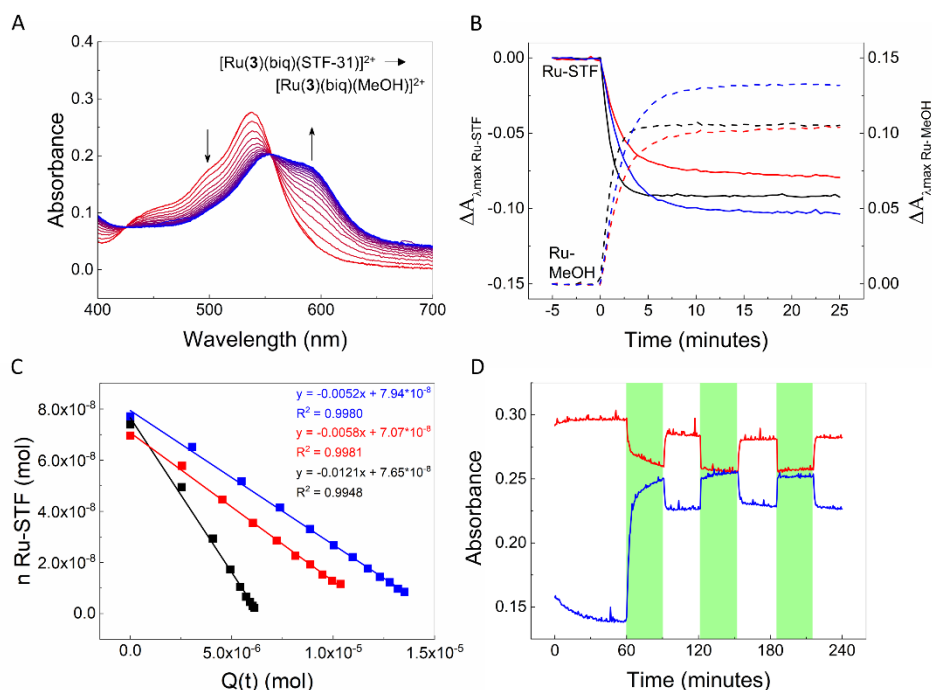 A
[Ru(3)(biq)(STF-31)]²⁺
[Ru(3)(biq)(MeOH)]²⁺
Absorbance
0.4
0.3
0.2
0.1
0.0
400 500 600 700
Wavelength (nm)
B
Ru-STF
Ru-
MeOH
ΔAλ,max Ru-STF
-0.00
-0.05
-0.10
-0.15
0.15
0.10
0.05
0.00
ΔAλ,max Ru-MeOH
-5 0 5 10 15 20 25
Time (minutes)
C
y = -0.0052x + 7.94*10⁻⁸
R² = 0.9980
y = -0.0058x + 7.07*10⁻⁸
R² = 0.9981
y = -0.0121x + 7.65*10⁻⁸
R² = 0.9948
n Ru-STF (mol)
8.0x10⁻⁸
6.0x10⁻⁸
4.0x10⁻⁸
2.0x10⁻⁸
0.0
0.0 5.0x10⁻⁶ 1.0x10⁻⁵ 1.5x10⁻⁵
Q(t) (mol)
D
Absorbance
0.30
0.25
0.20
0.15
0 60 120 180 240
Time (minutes)